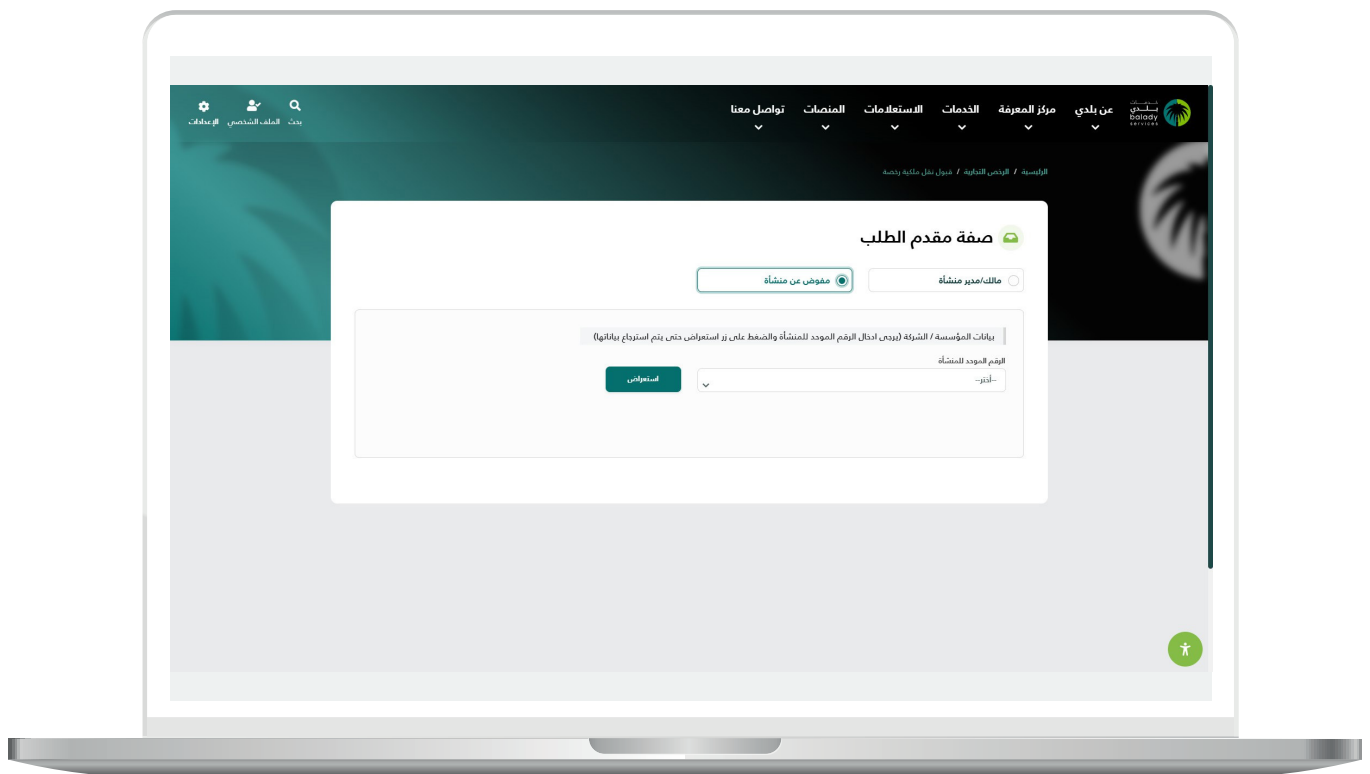 خدمات
بلدي
balady
services
عن بلدي
مركز المعرفة
الخدمات
الاستعلامات
المنصات
تواصل معنا
بحث
الملف الشخصي
الإعدادات
الرئيسية / الرخص التجارية / قبول نقل ملكية رخصة
صفة مقدم الطلب
مالك/مدير منشأة
مفوض عن منشأة
بيانات المؤسسة / الشركة (يرجى ادخال الرقم الموحد للمنشأة والضغط على زر استعراض حتى يتم استرجاع بياناتها)
الرقم الموحد للمنشأة
--أختر--
استعراض